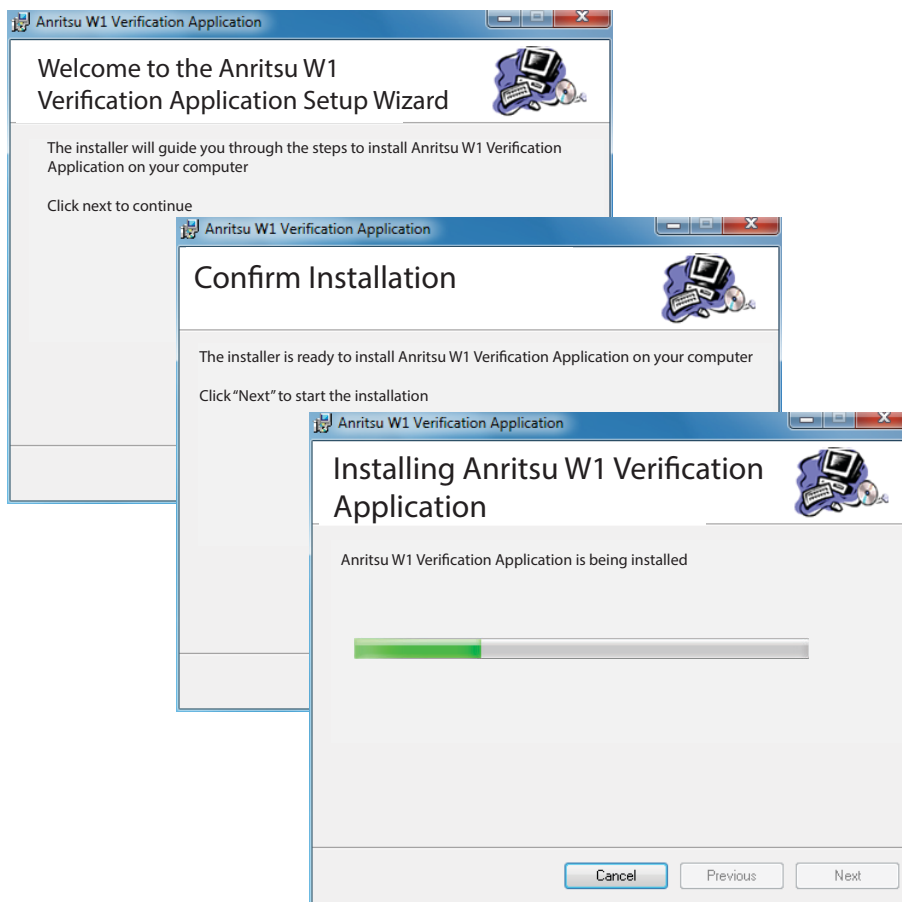 Anritsu W1 Verification Application
Welcome to the Anritsu W1
Verification Application Setup Wizard
The installer will guide you through the steps to install Anritsu W1 Verification
Application on your computer
Click next to continue
Anritsu W1 Verification Application
Confirm Installation
The installer is ready to install Anritsu W1 Verification Application on your computer
Click "Next" to start the installation
Anritsu W1 Verification Application
Installing Anritsu W1 Verification
Application
Anritsu W1 Verification Application is being installed
Cancel Previous Next